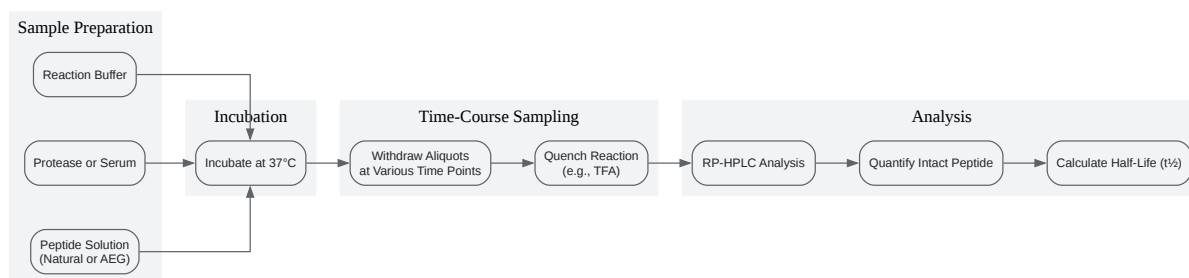 Sample Preparation
Reaction Buffer
Protease or Serum
Peptide Solution
(Natural or AEG)
Incubation
Incubate at 37°C
Time-Course Sampling
Withdraw Aliquots
at Various Time Points
Quench Reaction
(e.g., TFA)
Analysis
RP-HPLC Analysis
Quantify Intact Peptide
Calculate Half-Life (t½)